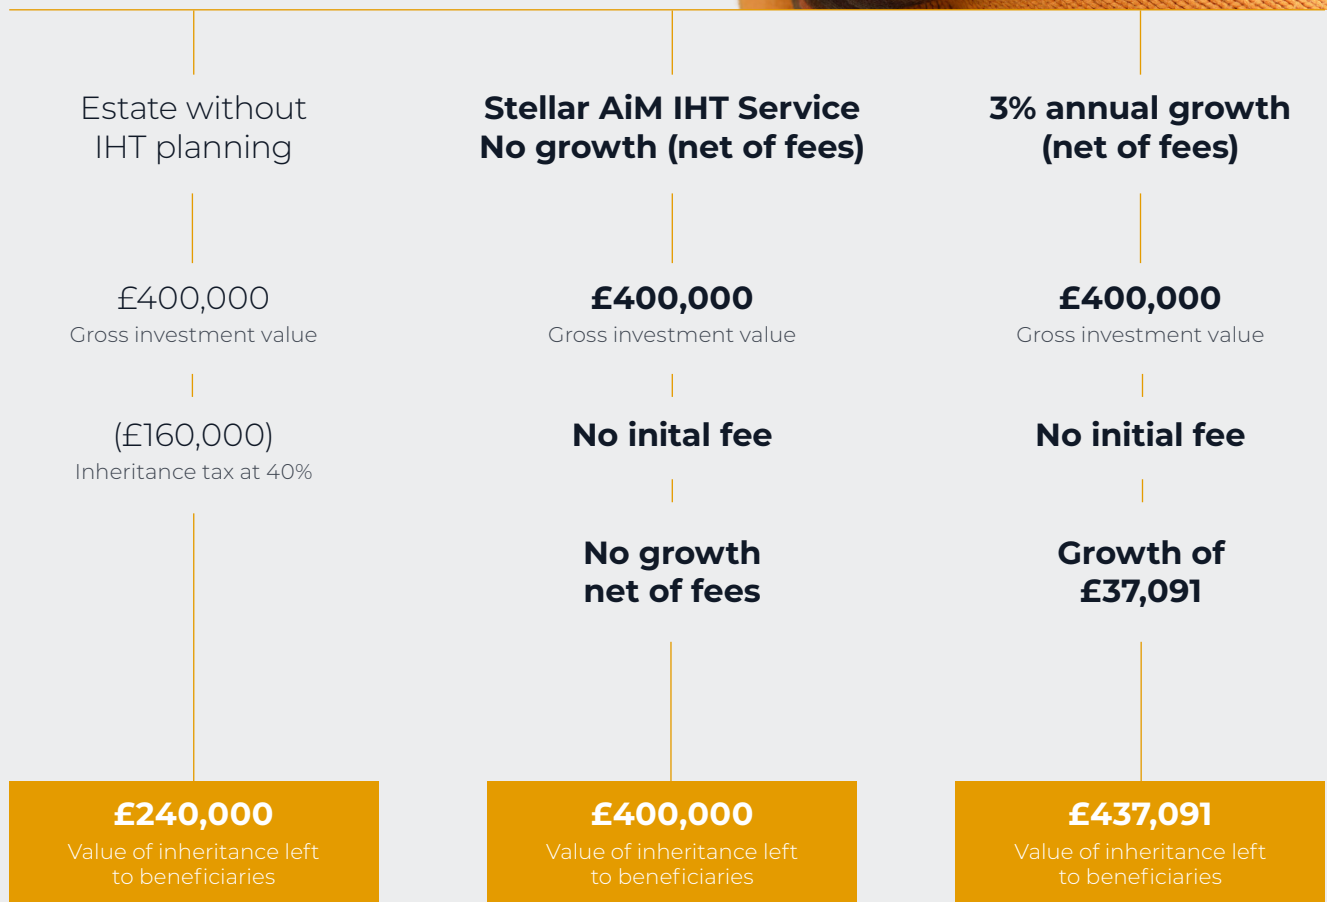 Estate without
IHT planning
£400,000
Gross investment value
(£160,000)
Inheritance tax at 40%
£240,000
Value of inheritance left
to beneficiaries
Stellar AiM IHT Service
No growth (net of fees)
£400,000
Gross investment value
No inital fee
No growth
net of fees
£400,000
Value of inheritance left
to beneficiaries
3% annual growth
(net of fees)
£400,000
Gross investment value
No initial fee
Growth of
£37,091
£437,091
Value of inheritance left
to beneficiaries